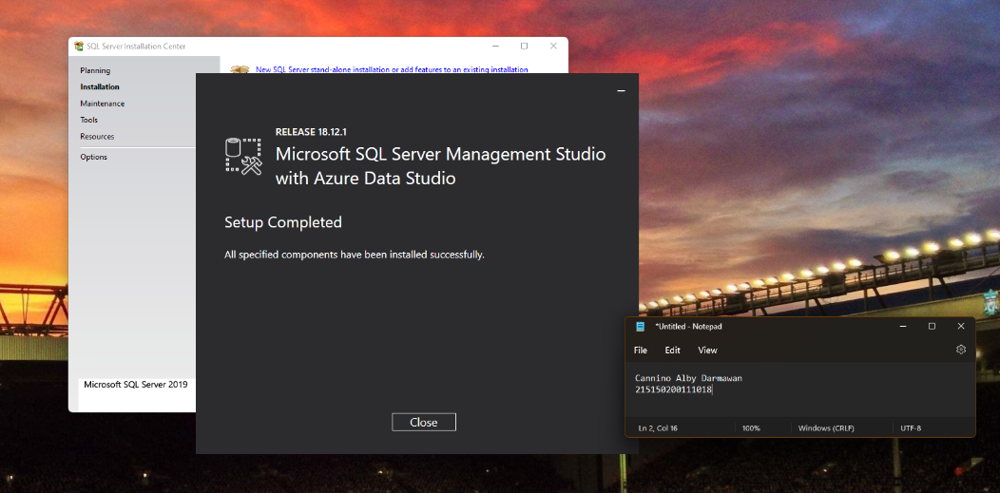 SQL Server Installation Center
Planning
Installation
Maintenance
Tools
Resources
Options
New SQL Server stand-alone installation or add features to an existing installation
Microsoft SQL Server 2019
RELEASE 18.12.1
Microsoft SQL Server Management Studio
with Azure Data Studio
Setup Completed
All specified components have been installed successfully.
Close
*Untitled - Notepad
File Edit View
Cannino Alby Darmawan
215150200111018
Ln 2, Col 16 100% Windows (CRLF) UTF-8